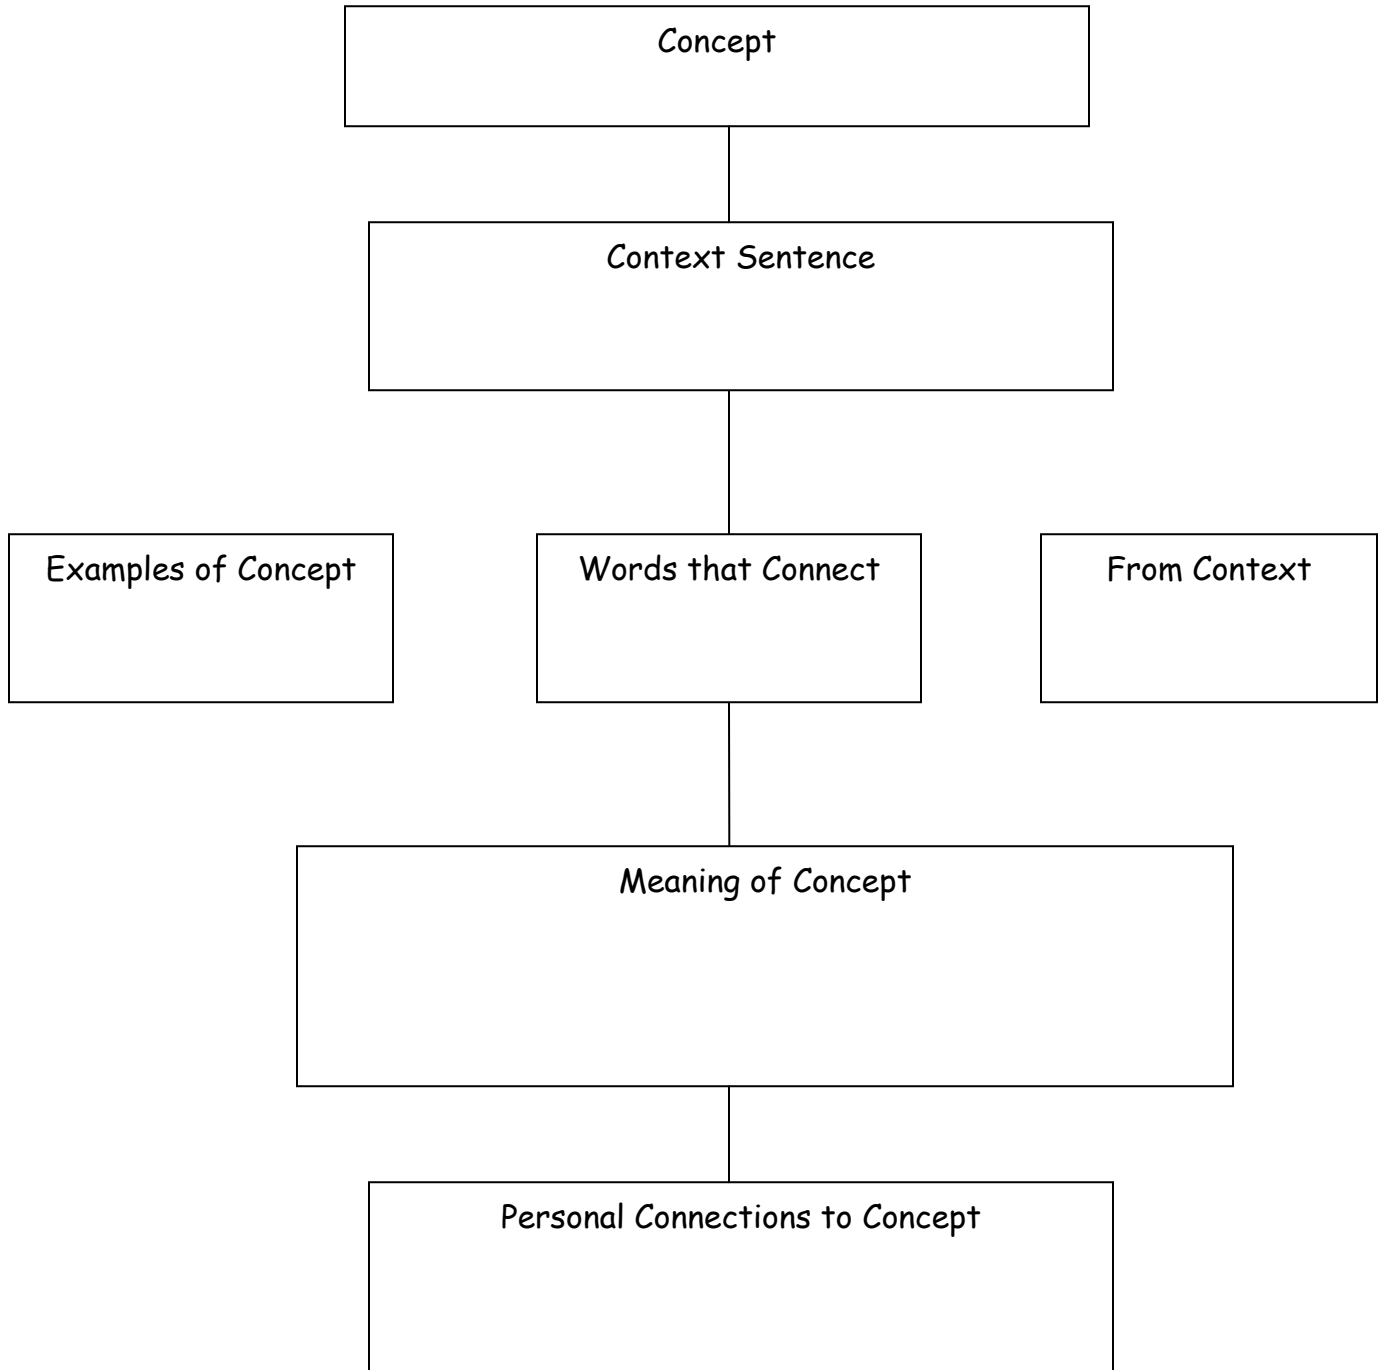 Concept
Context Sentence
Examples of Concept
Words that Connect
From Context
Meaning of Concept
Personal Connections to Concept